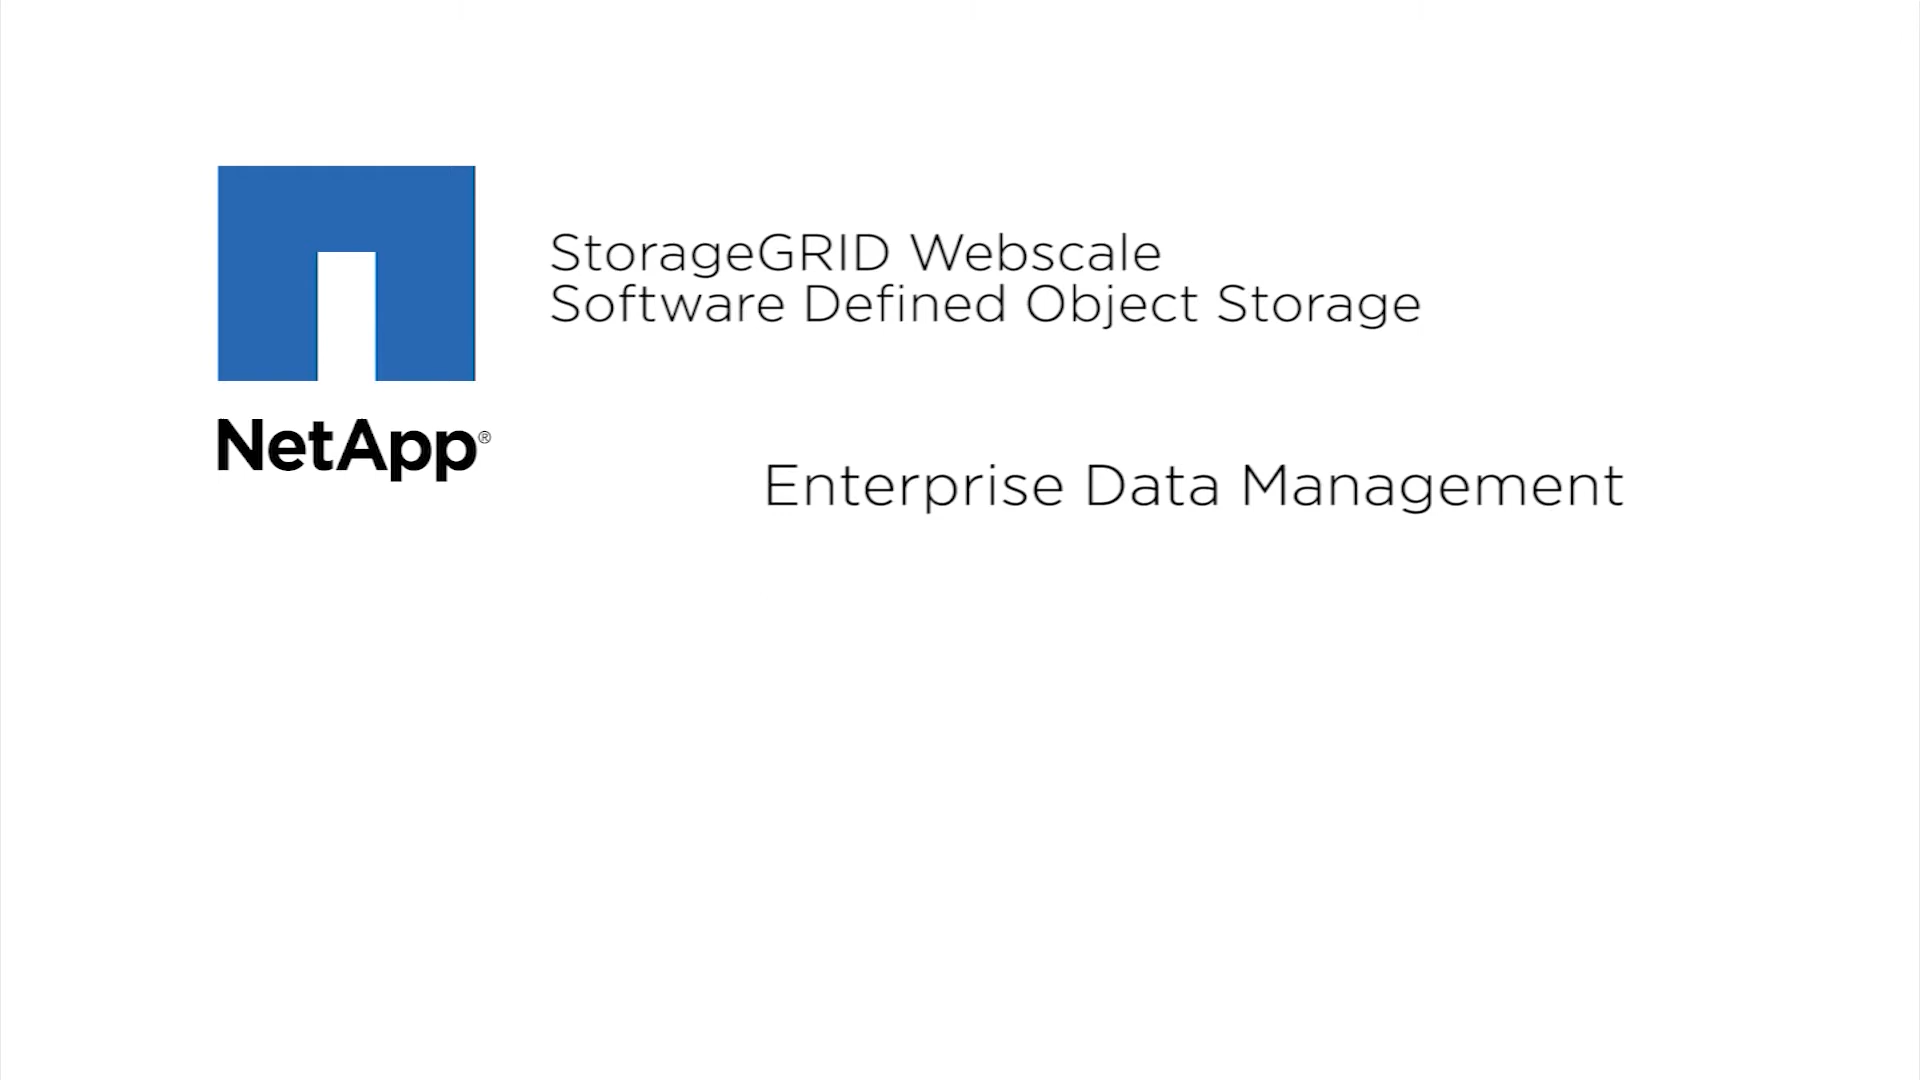 StorageGRID Webscale
Software Defined Object Storage
NetApp®
Enterprise Data Management